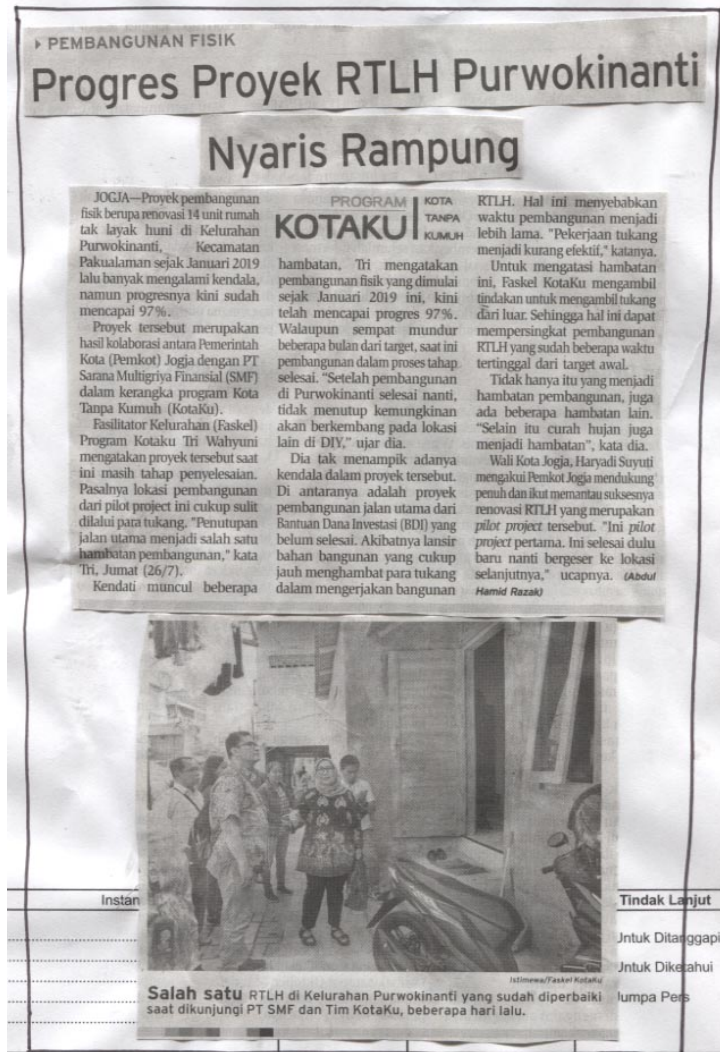 ▸ PEMBANGUNAN FISIK
Progres Proyek RTLH Purwokinanti
Nyaris Rampung
JOGJA—Proyek pembangunan
fisik berupa renovasi 14 unit rumah
tak layak huni di Kelurahan
Purwokinanti, Kecamatan
Pakualaman sejak Januari 2019
lalu banyak mengalami kendala,
namun progresnya kini sudah
mencapai 97%.
Proyek tersebut merupakan
hasil kolaborasi antara Pemerintah
Kota (Pemkot) Jogja dengan PT
Sarana Multigriya Finansial (SMF)
dalam kerangka program Kota
Tanpa Kumuh (KotaKu).
Fasilitator Kelurahan (Faskel)
Program Kotaku Tri Wahyuni
mengatakan proyek tersebut saat
ini masih tahap penyelesaian.
Pasalnya lokasi pembangunan
dari pilot project ini cukup sulit
dilalui para tukang. "Penutupan
jalan utama menjadi salah satu
hambatan pembangunan," kata
Tri, Jumat (26/7).
Kendati muncul beberapa
PROGRAM
KOTAKU
KOTA
TANPA
KUMUH
hambatan, Tri mengatakan
pembangunan fisik yang dimulai
sejak Januari 2019 ini, kini
telah mencapai progres 97%.
Walaupun sempat mundur
beberapa bulan dari target, saat ini
pembangunan dalam proses tahap
selesai. "Setelah pembangunan
di Purwokinanti selesai nanti,
tidak menutup kemungkinan
akan berkembang pada lokasi
lain di DIY," ujar dia.
Dia tak menampik adanya
kendala dalam proyek tersebut.
Di antaranya adalah proyek
pembangunan jalan utama dari
Bantuan Dana Investasi (BDI) yang
belum selesai. Akibatnya lansir
bahan bangunan yang cukup
jauh menghambat para tukang
dalam mengerjakan bangunan
RTLH. Hal ini menyebabkan
waktu pembangunan menjadi
lebih lama. "Pekerjaan tukang
menjadi kurang efektif," katanya.
Untuk mengatasi hambatan
ini, Faskel KotaKu mengambil
tindakan untuk mengambil tukang
dari luar. Sehingga hal ini dapat
mempersingkat pembangunan
RTLH yang sudah beberapa waktu
tertinggal dari target awal.
Tidak hanya itu yang menjadi
hambatan pembangunan, juga
ada beberapa hambatan lain.
"Selain itu curah hujan juga
menjadi hambatan", kata dia.
Wali Kota Jogja, Haryadi Suyuti
mengakui Pemkot Jogja mendukung
penuh dan ikut memantau suksesnya
renovasi RTLH yang merupakan
pilot project tersebut. "Ini pilot
project pertama. Ini selesai dulu
baru nanti bergeser ke lokasi
selanjutnya," ucapnya. (Abdul
Hamid Razak)
Istimewa/Faskel KotaKu
Salah satu RTLH di Kelurahan Purwokinanti yang sudah diperbaiki
saat dikunjungi PT SMF dan Tim KotaKu, beberapa hari lalu.
Instan
Tindak Lanjut
Untuk Ditanggapi
Untuk Diketahui
Jumpa Pers